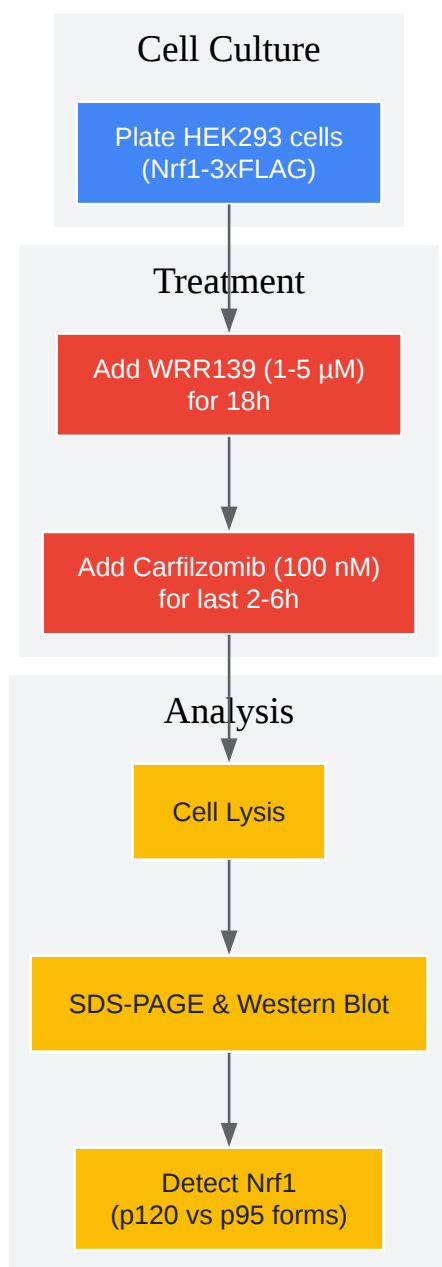 Cell Culture
Plate HEK293 cells
(Nrf1-3xFLAG)
Treatment
Add WRR139 (1-5 µM)
for 18h
Add Carfilzomib (100 nM)
for last 2-6h
Analysis
Cell Lysis
SDS-PAGE & Western Blot
Detect Nrf1
(p120 vs p95 forms)